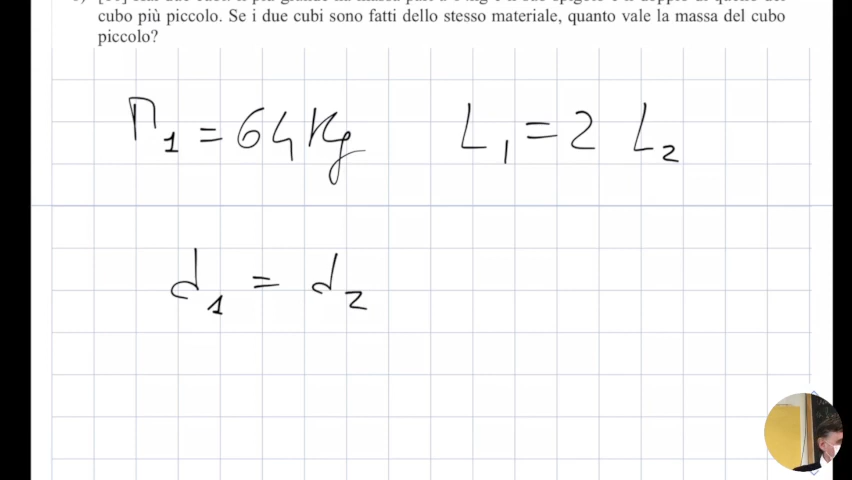 cubo più piccolo. Se i due cubi sono fatti dello stesso materiale, quanto vale la massa del cubo
piccolo?
M₁ = 64 Kg L₁ = 2 L₂
d₁ = d₂